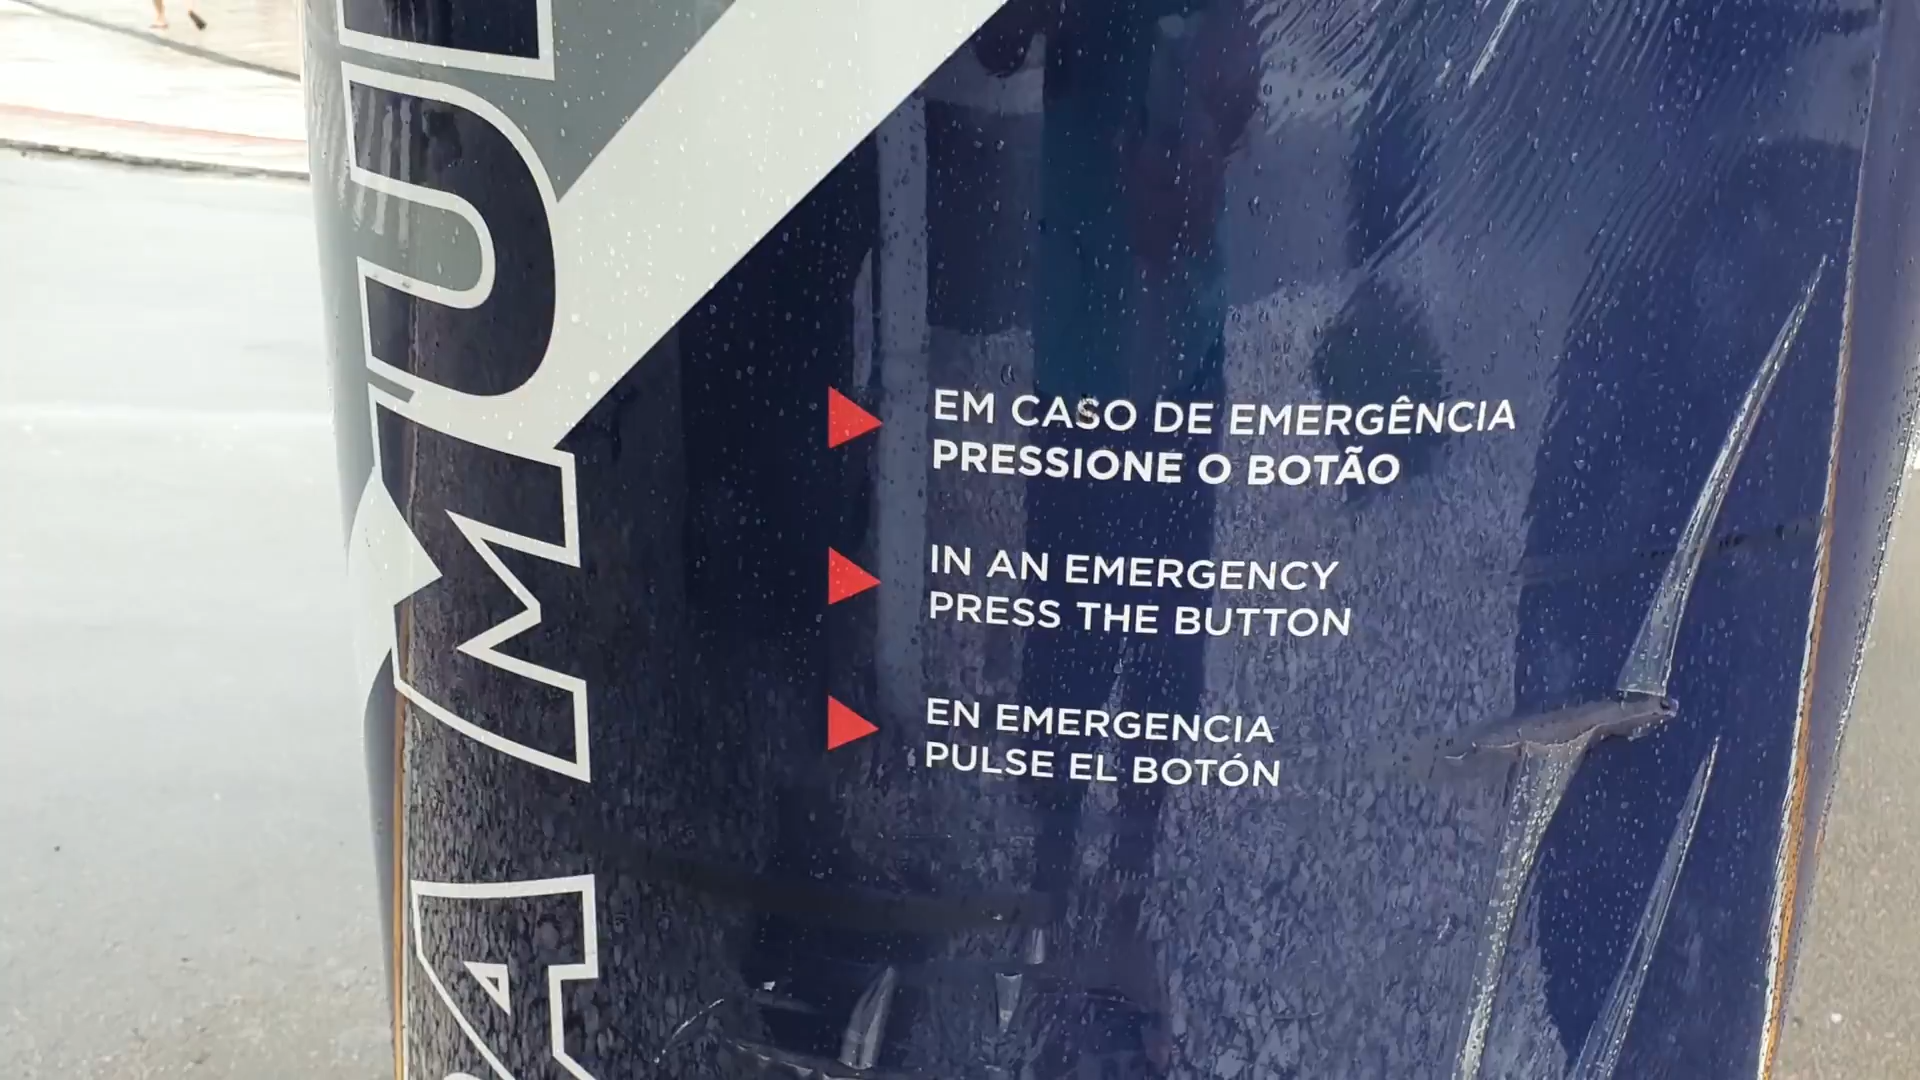 EM CASO DE EMERGÊNCIA
PRESSIONE O BOTÃO
IN AN EMERGENCY
PRESS THE BUTTON
EN EMERGENCIA
PULSE EL BOTÓN